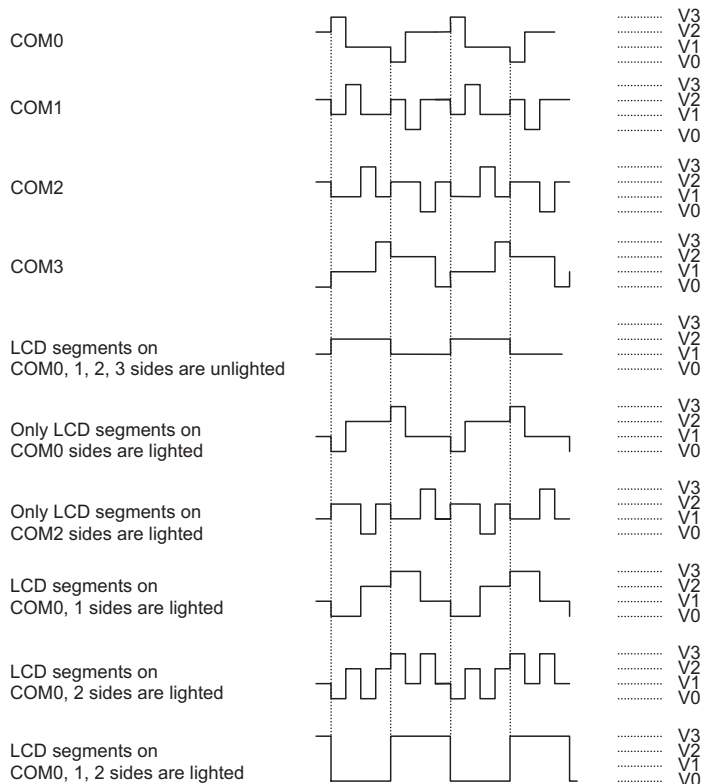 COM0
V3
V2
V1
V0
COM1
V3
V2
V1
V0
COM2
V3
V2
V1
V0
COM3
V3
V2
V1
V0
LCD segments on
COM0, 1, 2, 3 sides are unlighted
V3
V2
V1
V0
Only LCD segments on
COM0 sides are lighted
V3
V2
V1
V0
Only LCD segments on
COM2 sides are lighted
V3
V2
V1
V0
LCD segments on
COM0, 1 sides are lighted
V3
V2
V1
V0
LCD segments on
COM0, 2 sides are lighted
V3
V2
V1
V0
LCD segments on
COM0, 1, 2 sides are lighted
V3
V2
V1
V0